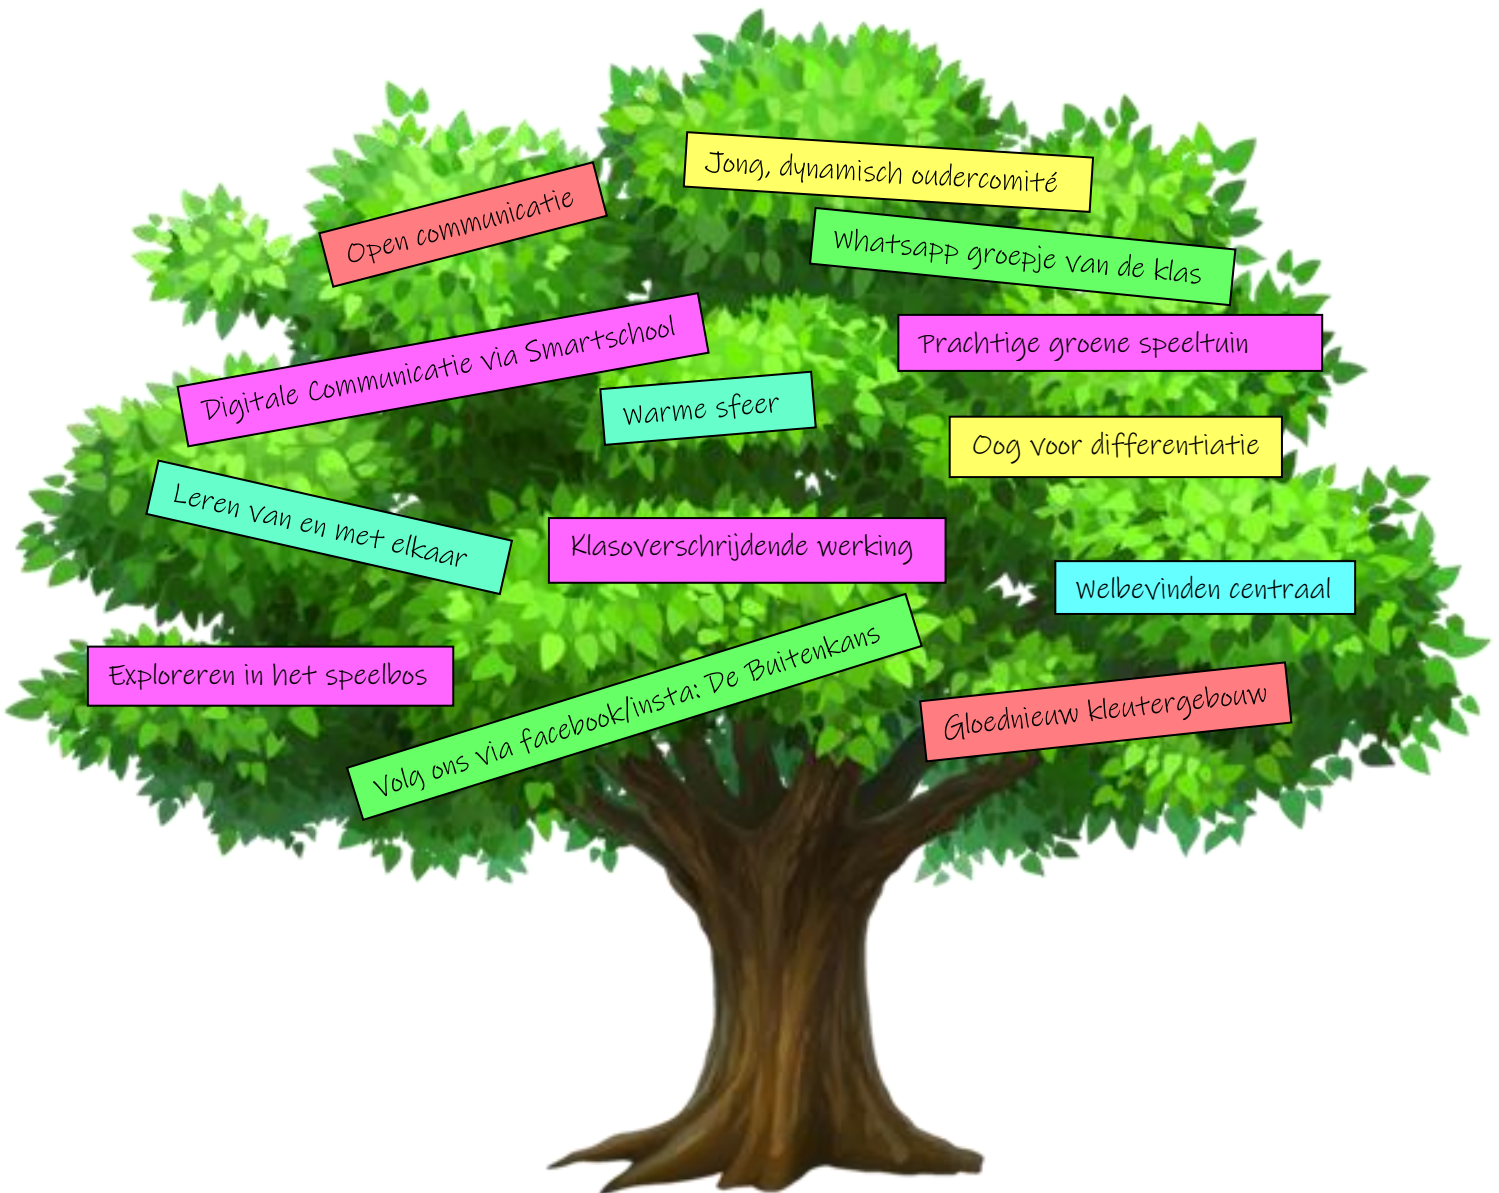 Jong, dynamisch oudercomité
Open communicatie
Whatsapp groepje van de klas
Digitale Communicatie via Smartschool
Prachtige groene speeltuin
Warme sfeer
Oog voor differentiatie
Leren van en met elkaar
Klasoverschrijdende werking
Welbevinden centraal
Exploreren in het speelbos
Volg ons via facebook/insta: De Buitenkans
Gloednieuw kleutergebouw